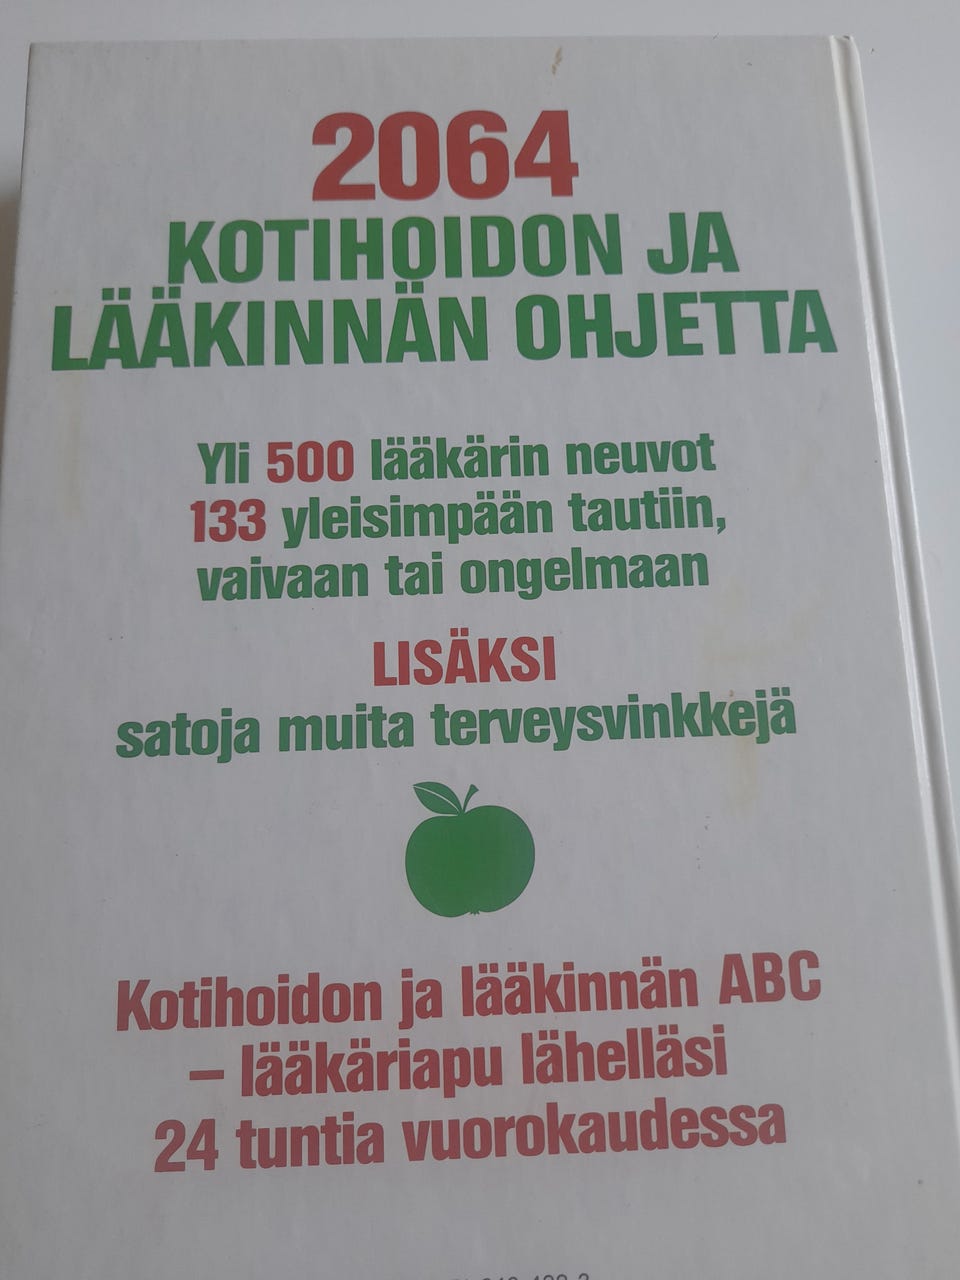 2064
KOTIHOIDON JA
LÄÄKINNÄN OHJETTA
Yli 500 lääkärin neuvot
133 yleisimpään tautiin,
vaivaan tai ongelmaan
LISÄKSI
satoja muita terveysvinkkejä
Kotihoidon ja lääkinnän ABC
– lääkäriapu lähelläsi
24 tuntia vuorokaudessa